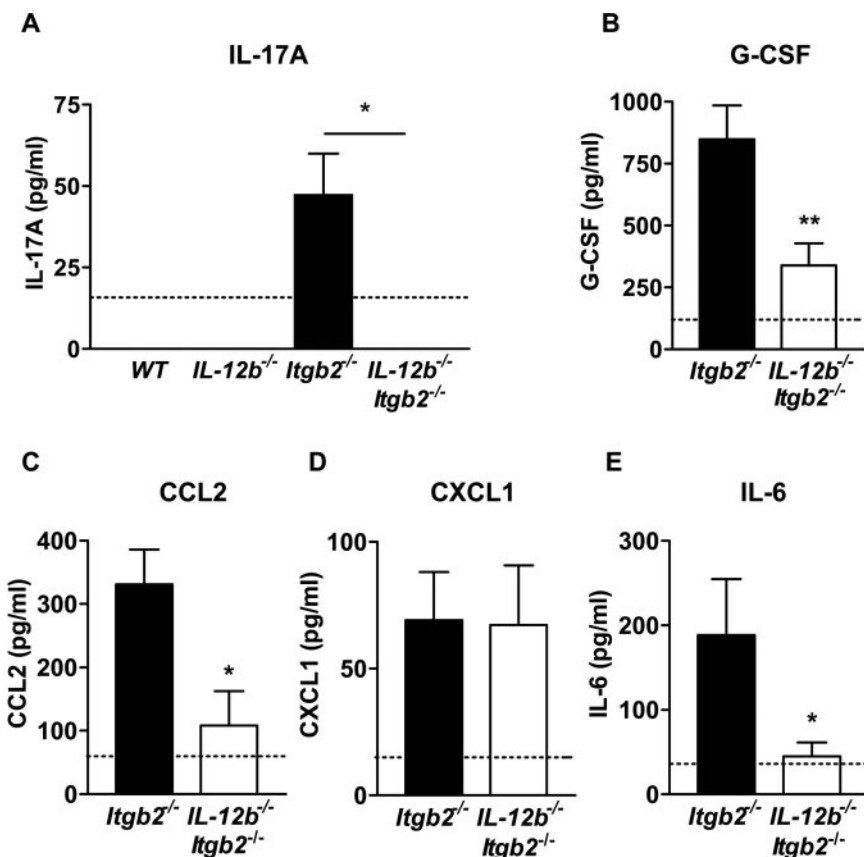 A
IL-17A
IL-17A (pg/ml)
75
50
25
0
*
WT IL-12b-/- Itgb2-/- IL-12b-/-
Itgb2-/-
B
G-CSF
G-CSF (pg/ml)
1000
750
500
250
0
**
Itgb2-/- IL-12b-/-
Itgb2-/-
C
CCL2
CCL2 (pg/ml)
400
300
200
100
0
*
Itgb2-/- IL-12b-/-
Itgb2-/-
D
CXCL1
CXCL1 (pg/ml)
100
50
0
Itgb2-/- IL-12b-/-
Itgb2-/-
E
IL-6
IL-6 (pg/ml)
300
200
100
0
*
Itgb2-/- IL-12b-/-
Itgb2-/-